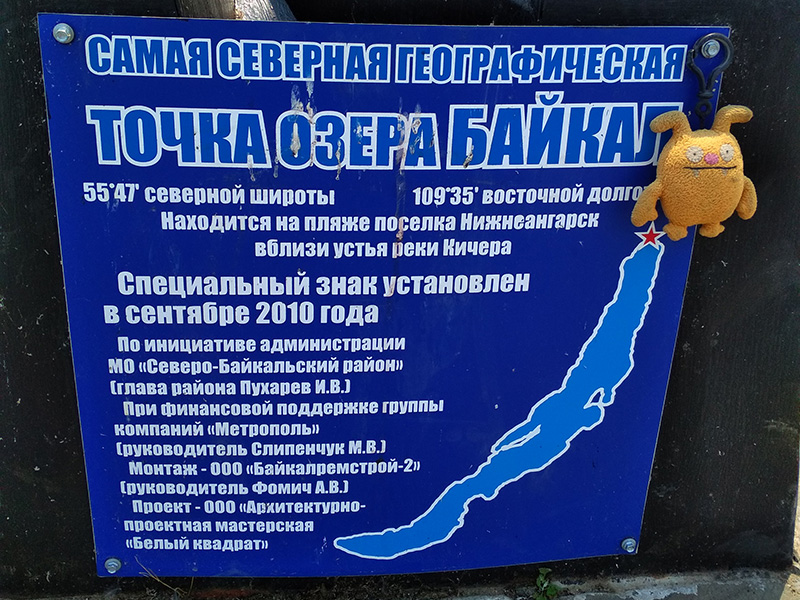 САМАЯ СЕВЕРНАЯ ГЕОГРАФИЧЕСКАЯ
ТОЧКА ОЗЕРА БАЙКАЛ
55°47' северной широты 109°35' восточной
Находится на пляже поселка Нижнеангарск
вблизи устья реки Кичера
Специальный знак установлен
в сентябре 2010 года
По инициативе администрации
МО «Северо-Байкальский район»
(глава района Пухарев И.В.)
При финансовой поддержке группы
компаний «Метрополь»
(руководитель Слипенчук М.В.)
Монтаж - ООО «Байкалремстрой-2»
(руководитель Фомич А.В.)
Проект - ООО «Архитектурно-
проектная мастерская
«Белый квадрат»